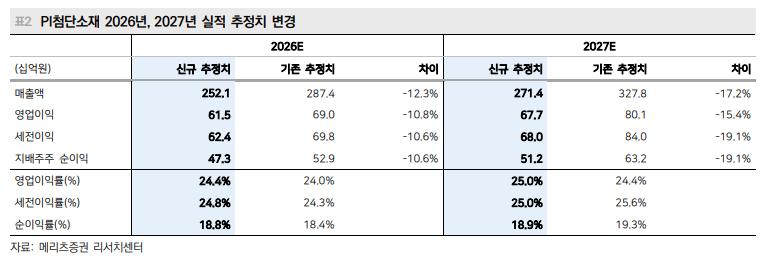 표2 PI첨단소재 2026년, 2027년 실적 추정치 변경
2026E 2027E
(십억원) 신규 추정치 기존 추정치 차이 신규 추정치 기존 추정치 차이
매출액 252.1 287.4 -12.3% 271.4 327.8 -17.2%
영업이익 61.5 69.0 -10.8% 67.7 80.1 -15.4%
세전이익 62.4 69.8 -10.6% 68.0 84.0 -19.1%
지배주주 순이익 47.3 52.9 -10.6% 51.2 63.2 -19.1%
영업이익률(%) 24.4% 24.0% 25.0% 24.4%
세전이익률(%) 24.8% 24.3% 25.0% 25.6%
순이익률(%) 18.8% 18.4% 18.9% 19.3%
자료: 메리츠증권 리서치센터